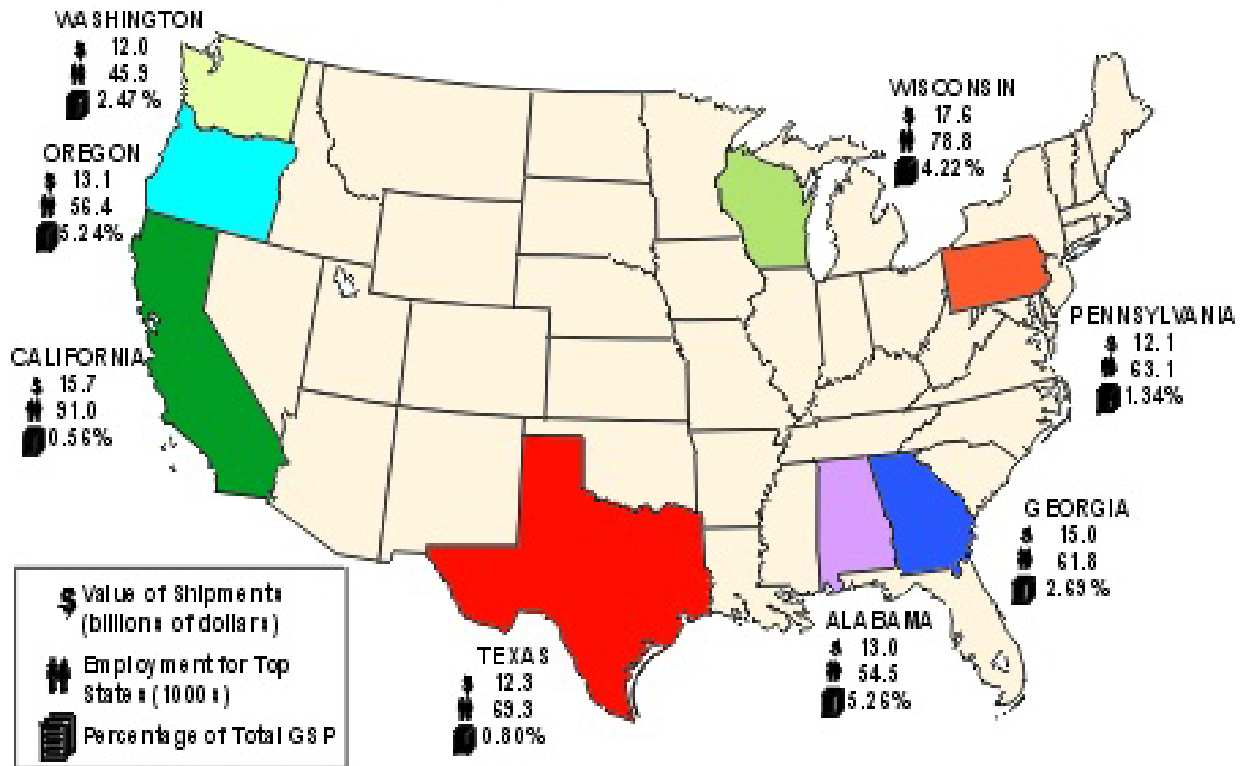 WASHINGTON
$ 12.0
45.9
2.47%
OREGON
$ 13.1
56.4
5.24%
CALIFORNIA
$ 15.7
91.0
0.56%
WISCONSIN
$ 17.6
78.8
4.22%
PENNSYLVANIA
$ 12.1
63.1
1.34%
GEORGIA
$ 15.0
61.8
2.69%
ALABAMA
$ 13.0
54.5
5.26%
TEXAS
$ 12.3
69.3
0.80%
$ Value of Shipments
(billions of dollars)
Employment for Top
States (1000s)
Percentage of Total GSP